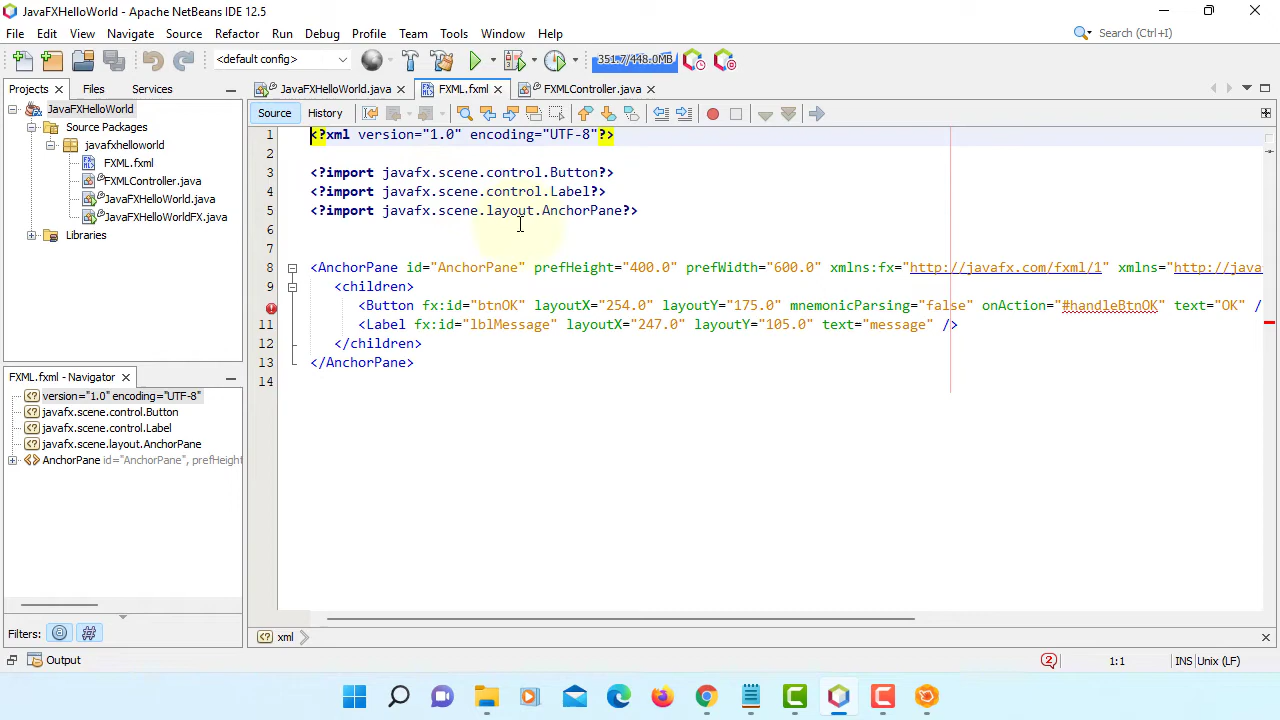 JavaFXHelloWorld - Apache NetBeans IDE 12.5
File Edit View Navigate Source Refactor Run Debug Profile Team Tools Window Help
Search (Ctrl+I)
<default config>
351.7/448.0MB
Projects Files Services
JavaFXHelloWorld.java FXML.fxml FXMLController.java
JavaFXHelloWorld
Source Packages
javafxhelloworld
FXML.fxml
FXMLController.java
JavaFXHelloWorld.java
JavaFXHelloWorldFX.java
Libraries
FXML.fxml - Navigator
version="1.0" encoding="UTF-8"
javafx.scene.control.Button
javafx.scene.control.Label
javafx.scene.layout.AnchorPane
AnchorPane id="AnchorPane", prefHeight
Filters:
Source History
1 <?xml version="1.0" encoding="UTF-8"?>
2
3 <?import javafx.scene.control.Button?>
4 <?import javafx.scene.control.Label?>
5 <?import javafx.scene.layout.AnchorPane?>
6
7
8 <AnchorPane id="AnchorPane" prefHeight="400.0" prefWidth="600.0" xmlns:fx="http://javafx.com/fxml/1" xmlns="http://java
9 <children>
<Button fx:id="btnOK" layoutX="254.0" layoutY="175.0" mnemonicParsing="false" onAction="#handleBtnOK" text="OK" /
11 <Label fx:id="lblMessage" layoutX="247.0" layoutY="105.0" text="message" />
12 </children>
13 </AnchorPane>
14
<?> xml
Output
2
1:1
INS Unix (LF)